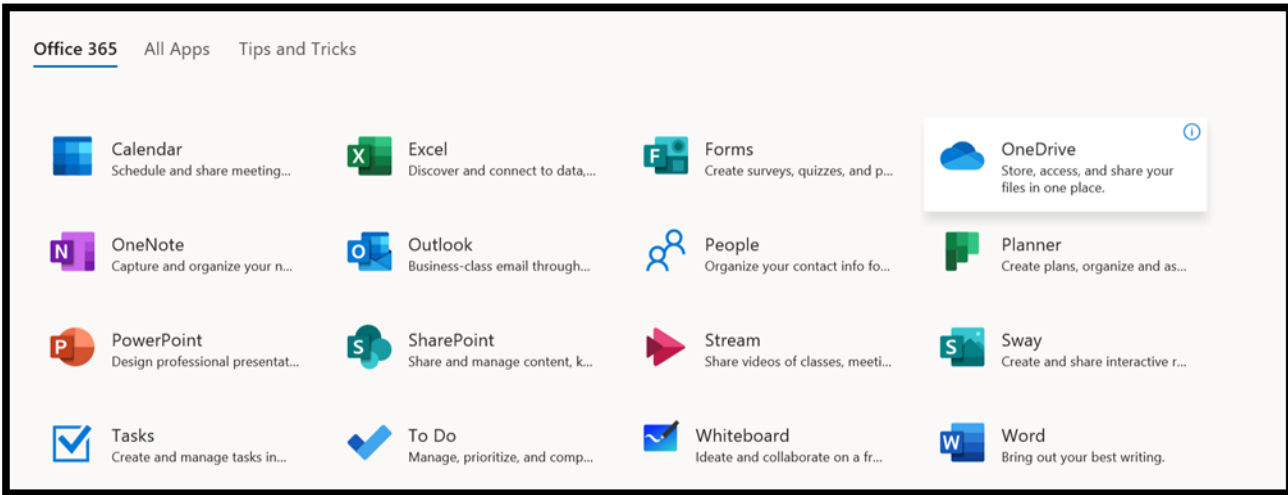 Office 365 All Apps Tips and Tricks
Calendar
Schedule and share meeting...
Excel
Discover and connect to data,...
Forms
Create surveys, quizzes, and p...
OneDrive
Store, access, and share your
files in one place.
OneNote
Capture and organize your n...
Outlook
Business-class email through...
People
Organize your contact info fo...
Planner
Create plans, organize and as...
PowerPoint
Design professional presentat...
SharePoint
Share and manage content, k...
Stream
Share videos of classes, meeti...
Sway
Create and share interactive r...
Tasks
Create and manage tasks in...
To Do
Manage, prioritize, and comp...
Whiteboard
Ideate and collaborate on a fr...
Word
Bring out your best writing.